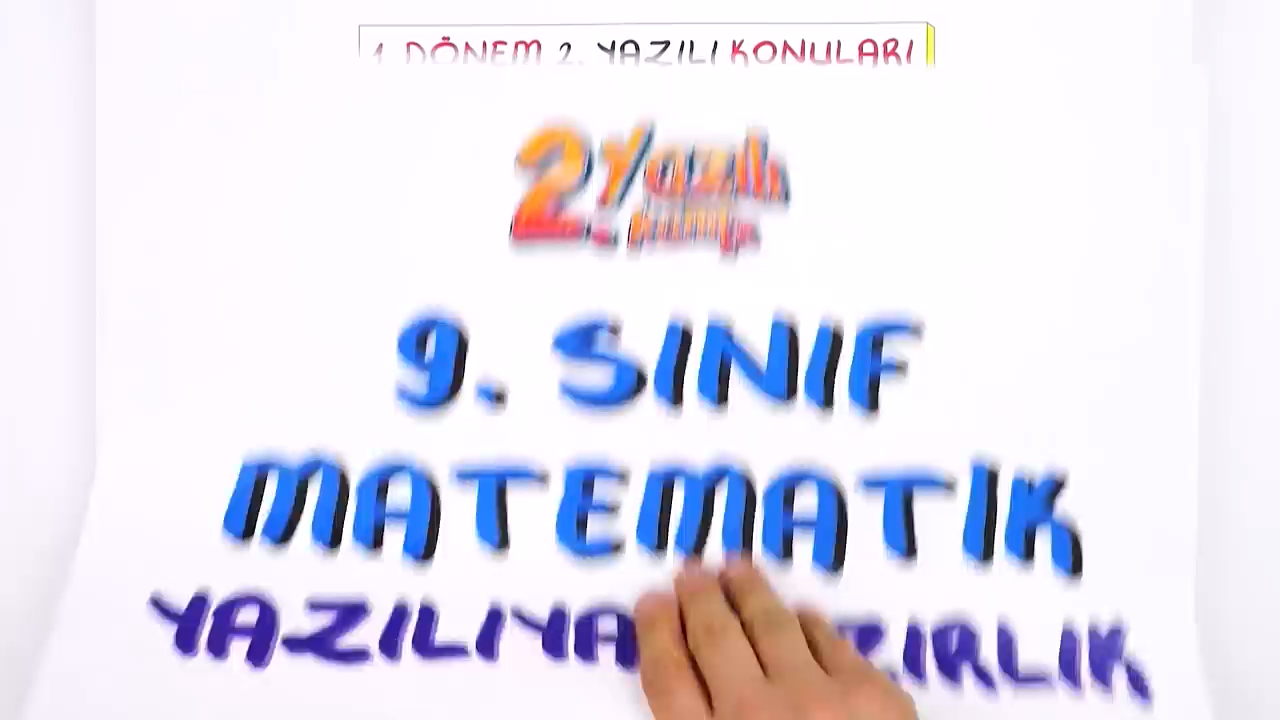 1. DÖNEM 2. YAZILI KONULARI
2. Yazılı
9. SINIF
MATEMATİK
YAZILIYA